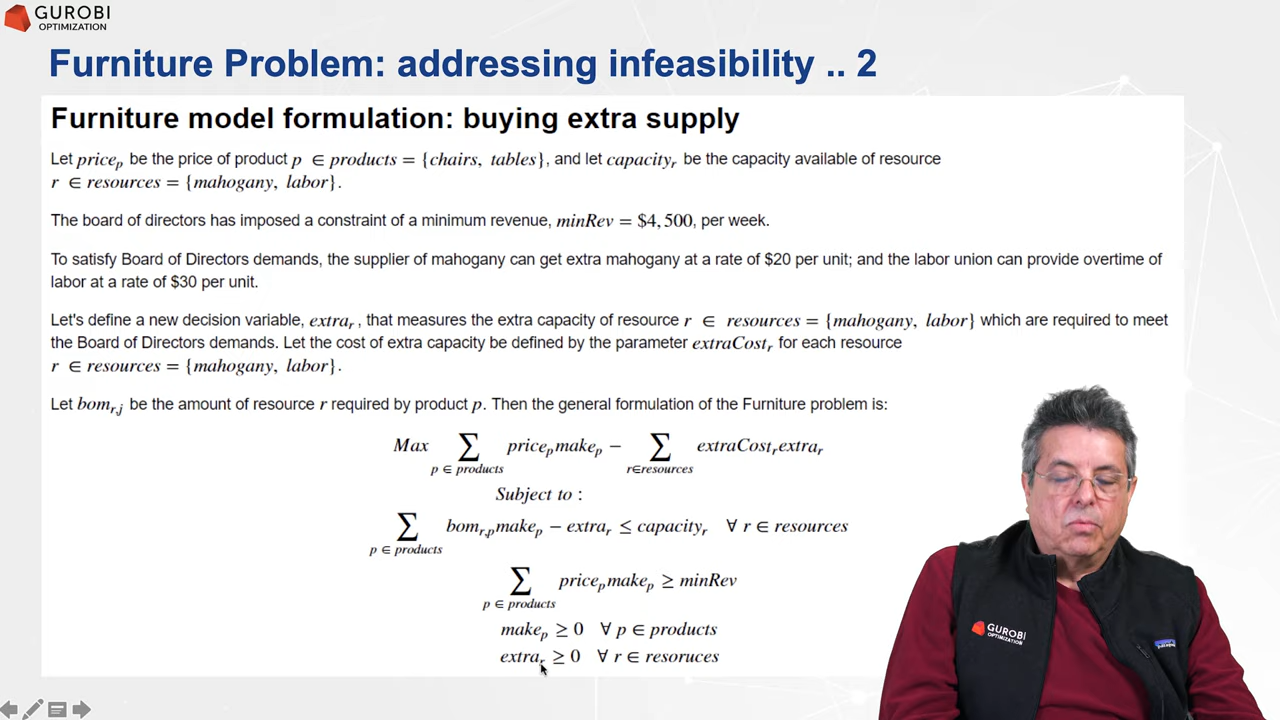 GUROBI
OPTIMIZATION
Furniture Problem: addressing infeasibility .. 2
Furniture model formulation: buying extra supply
Let price_p be the price of product p ∈ products = {chairs, tables}, and let capacity_r be the capacity available of resource
r ∈ resources = {mahogany, labor}.
The board of directors has imposed a constraint of a minimum revenue, minRev = $4,500, per week.
To satisfy Board of Directors demands, the supplier of mahogany can get extra mahogany at a rate of $20 per unit; and the labor union can provide overtime of
labor at a rate of $30 per unit.
Let's define a new decision variable, extra_r, that measures the extra capacity of resource r ∈ resources = {mahogany, labor} which are required to meet
the Board of Directors demands. Let the cost of extra capacity be defined by the parameter extraCost_r for each resource
r ∈ resources = {mahogany, labor}.
Let bom_{r,j} be the amount of resource r required by product p. Then the general formulation of the Furniture problem is:
Max ∑_{p ∈ products} price_p make_p − ∑_{r∈resources} extraCost_r extra_r
Subject to :
∑_{p ∈ products} bom_{r,p} make_p − extra_r ≤ capacity_r ∀ r ∈ resources
∑_{p ∈ products} price_p make_p ≥ minRev
make_p ≥ 0 ∀ p ∈ products
extra_r ≥ 0 ∀ r ∈ resoruces
GUROBI
OPTIMIZATION